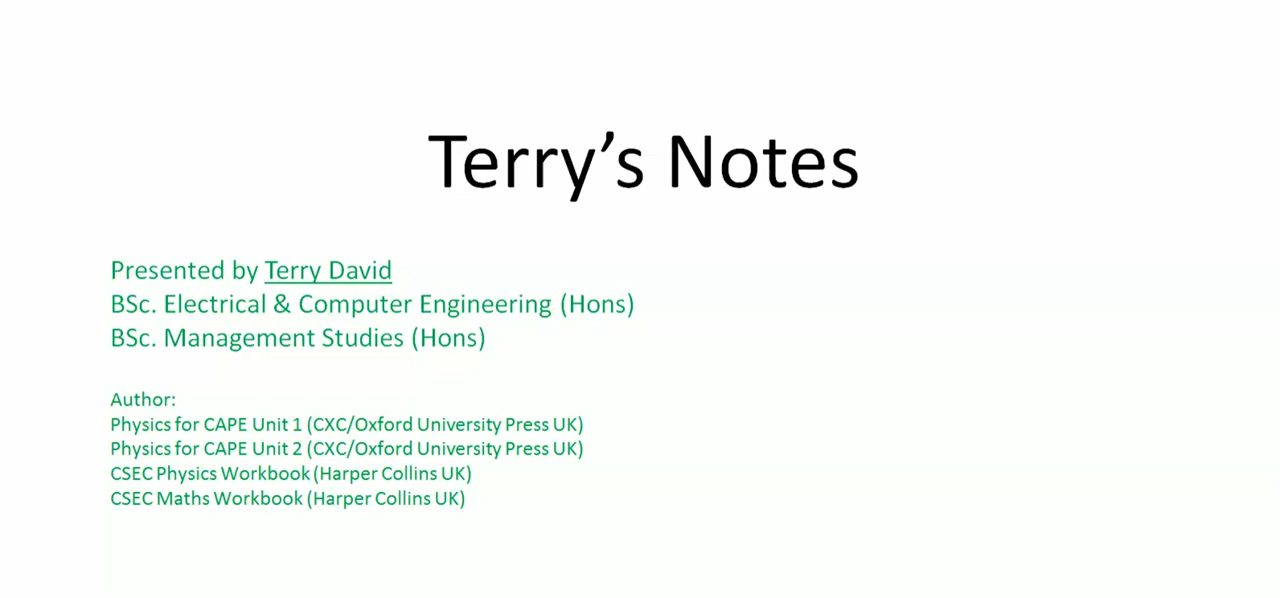 Terry’s Notes
Presented by Terry David
BSc. Electrical & Computer Engineering (Hons)
BSc. Management Studies (Hons)
Author:
Physics for CAPE Unit 1 (CXC/Oxford University Press UK)
Physics for CAPE Unit 2 (CXC/Oxford University Press UK)
CSEC Physics Workbook (Harper Collins UK)
CSEC Maths Workbook (Harper Collins UK)